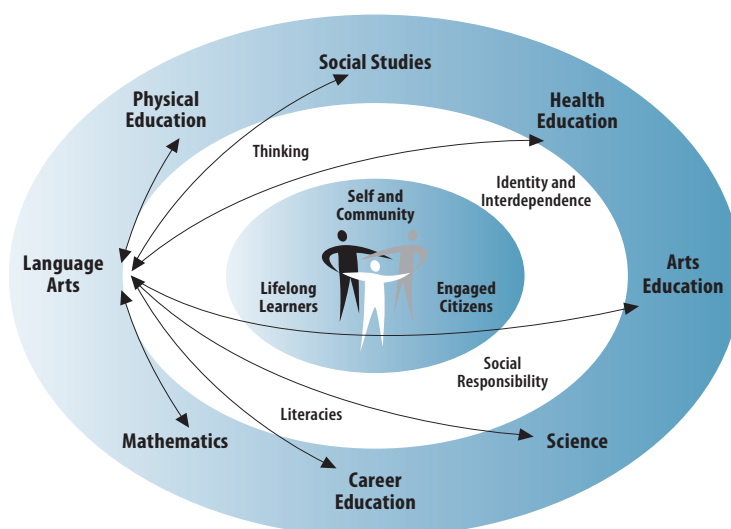 Social Studies
Physical
Education
Health
Education
Thinking
Identity and
Interdependence
Self and
Community
Language
Arts
Lifelong
Learners
Engaged
Citizens
Arts
Education
Social
Responsibility
Literacies
Mathematics
Science
Career
Education